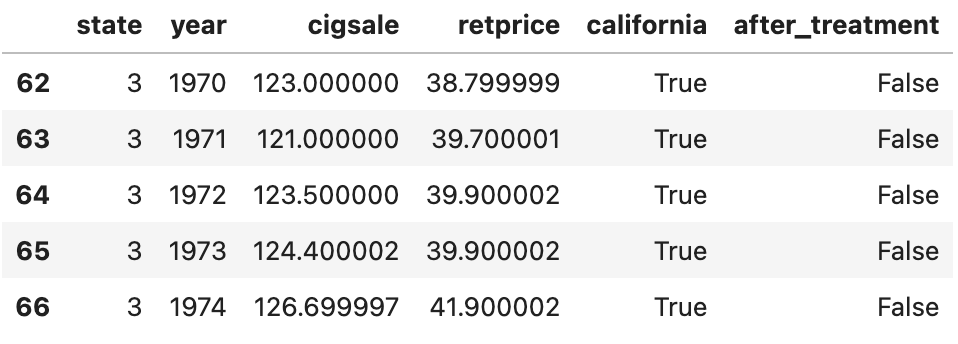 state year cigsale retprice california after_treatment
62 3 1970 123.000000 38.799999 True False
63 3 1971 121.000000 39.700001 True False
64 3 1972 123.500000 39.900002 True False
65 3 1973 124.400002 39.900002 True False
66 3 1974 126.699997 41.900002 True False